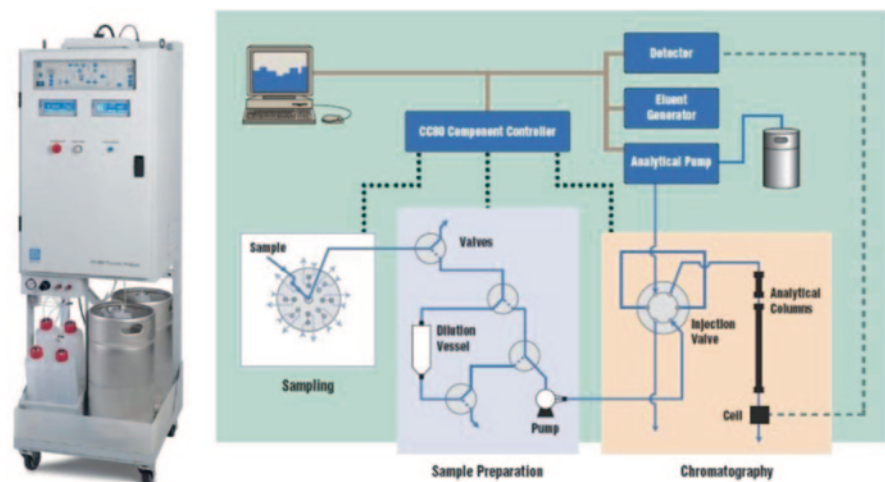 Detector
Eluent
Generator
CC80 Component Controller
Analytical Pump
Sample
Valves
Dilution
Vessel
Injection
Valve
Analytical
Columns
Sampling
Pump
Cell
Sample Preparation
Chromatography